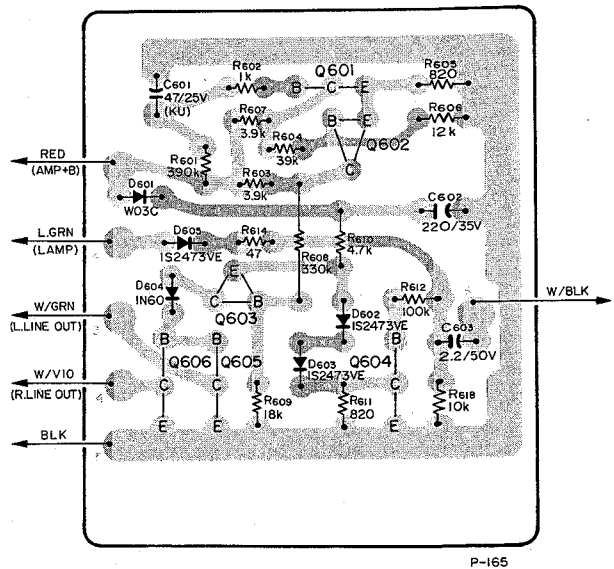 R602
1k
Q601
R605
820
C601
47/25V
(KU)
B
C
E
R607
3.9k
B
E
R606
12k
R604
39k
Q602
RED
(AMP+B)
R601
390k
C
R603
3.9k
D601
W03C
C602
220/35V
L.GRN
(LAMP)
D605
1S2473VE
R614
47
R608
330k
R610
4.7k
E
D604
1N60
R612
100k
W/BLK
C
B
W/GRN
(L.LINE OUT)
Q603
D602
1S2473VE
C603
2.2/50V
B
B
B
Q606
Q605
D603
1S2473VE
Q604
W/VIO
(R.LINE OUT)
C
C
C
R609
18k
R611
820
R618
10k
BLK
E
E
E
P-165